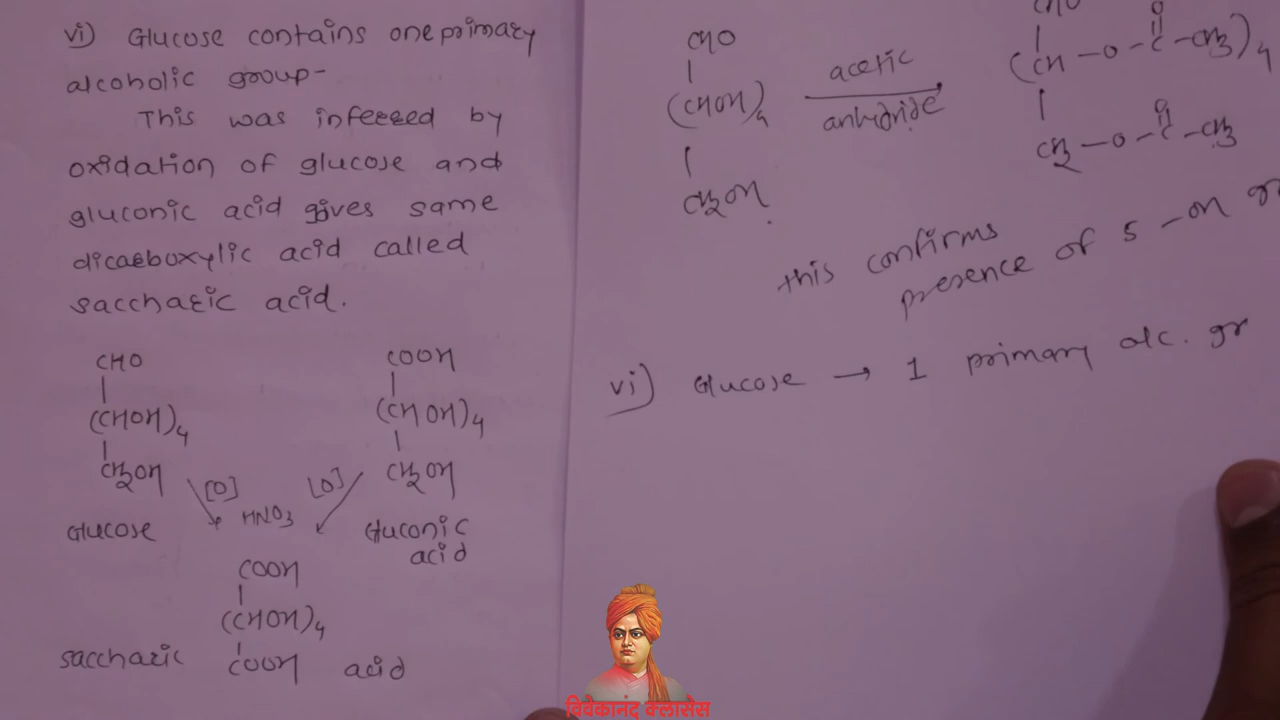 vi) Glucose contains one primary
alcoholic group-
This was inferred by
oxidation of glucose and
gluconic acid gives same
dicarboxylic acid called
saccharic acid.
CHO
|
(CHOH)4
|
CH2OH
Glucose
COOH
|
(CHOH)4
|
CH2OH
Gluconic
acid
[O] HNO3 [O]
COOH
|
(CHOH)4
|
COOH
saccharic acid
CHO
|
(CHOH)4
|
CH2OH
acetic
anhydride
CHO
|
(CH-O-C-CH3)4
O
|
CH2-O-C-CH3
O
this confirms
presence of 5 -OH gr
vi) Glucose → 1 primary alc. gr
विवेकानंद क्लासेस